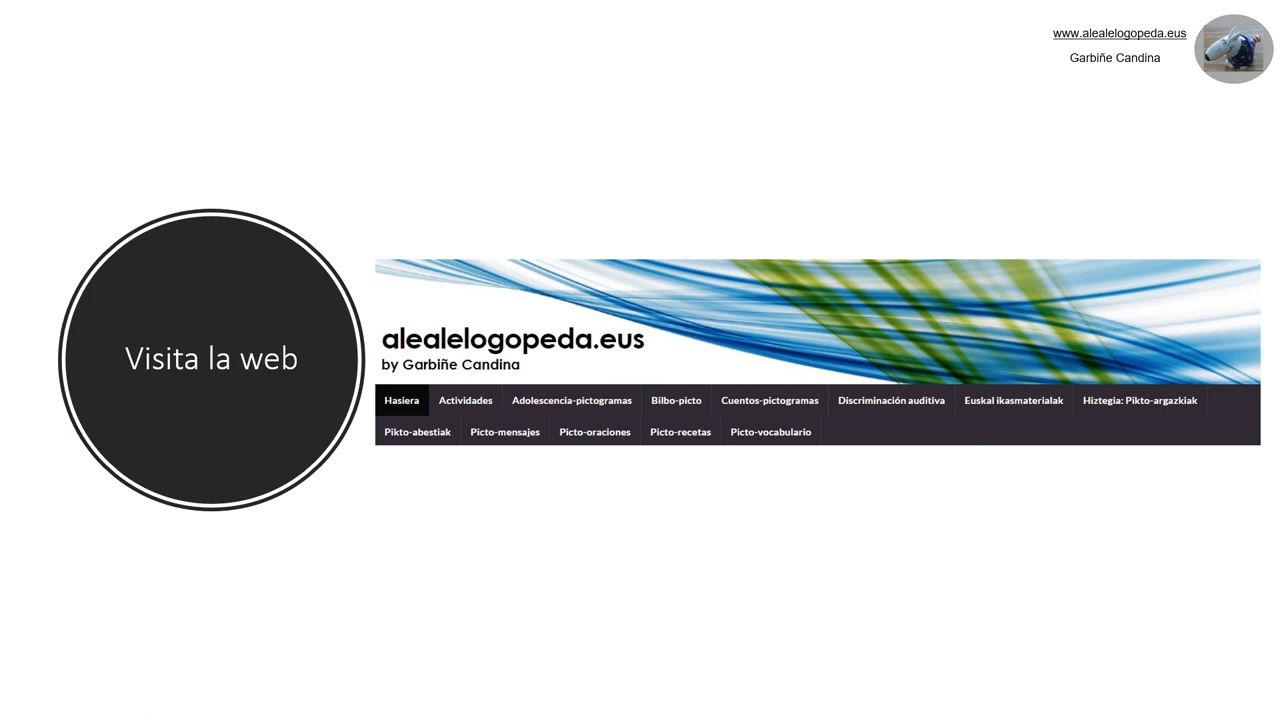 www.alealelogopeda.eus
Garbiñe Candina
Visita la web
alealelogopeda.eus
by Garbiñe Candina
Hasiera Actividades Adolescencia-pictogramas Bilbo-picto Cuentos-pictogramas Discriminación auditiva Euskal ikasmaterialak Hiztegia: Pikto-argazkiak
Pikto-abestiak Picto-mensajes Picto-oraciones Picto-recetas Picto-vocabulario